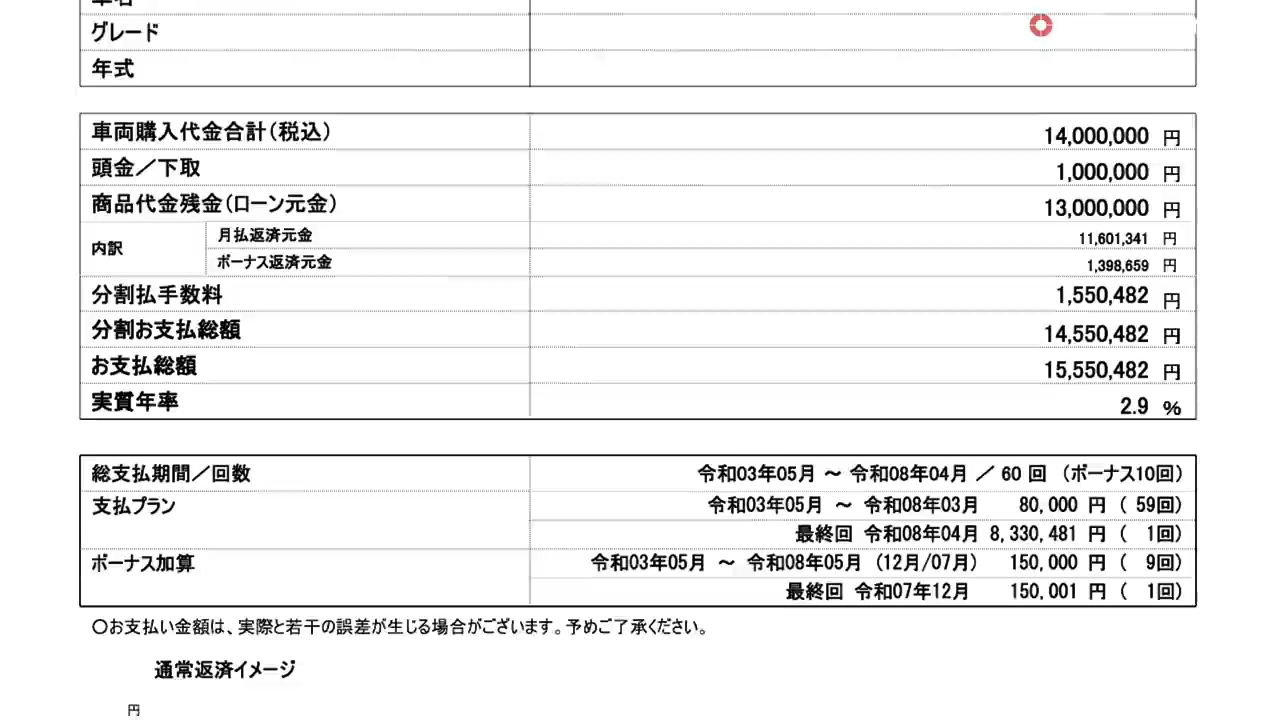 グレード
年式
車両購入代金合計(税込) 14,000,000 円
頭金／下取 1,000,000 円
商品代金残金(ローン元金) 13,000,000 円
内訳 月払返済元金 11,601,341 円
ボーナス返済元金 1,398,659 円
分割払手数料 1,550,482 円
分割お支払総額 14,550,482 円
お支払総額 15,550,482 円
実質年率 2.9 %
総支払期間／回数 令和03年05月 ～ 令和08年04月 ／ 60 回 (ボーナス10回)
支払プラン 令和03年05月 ～ 令和08年03月 80,000 円 ( 59回)
最終回 令和08年04月 8,330,481 円 ( 1回)
ボーナス加算 令和03年05月 ～ 令和08年05月 (12月/07月) 150,000 円 ( 9回)
最終回 令和07年12月 150,001 円 ( 1回)
〇お支払い金額は、実際と若干の誤差が生じる場合がございます。予めご了承ください。
通常返済イメージ
円